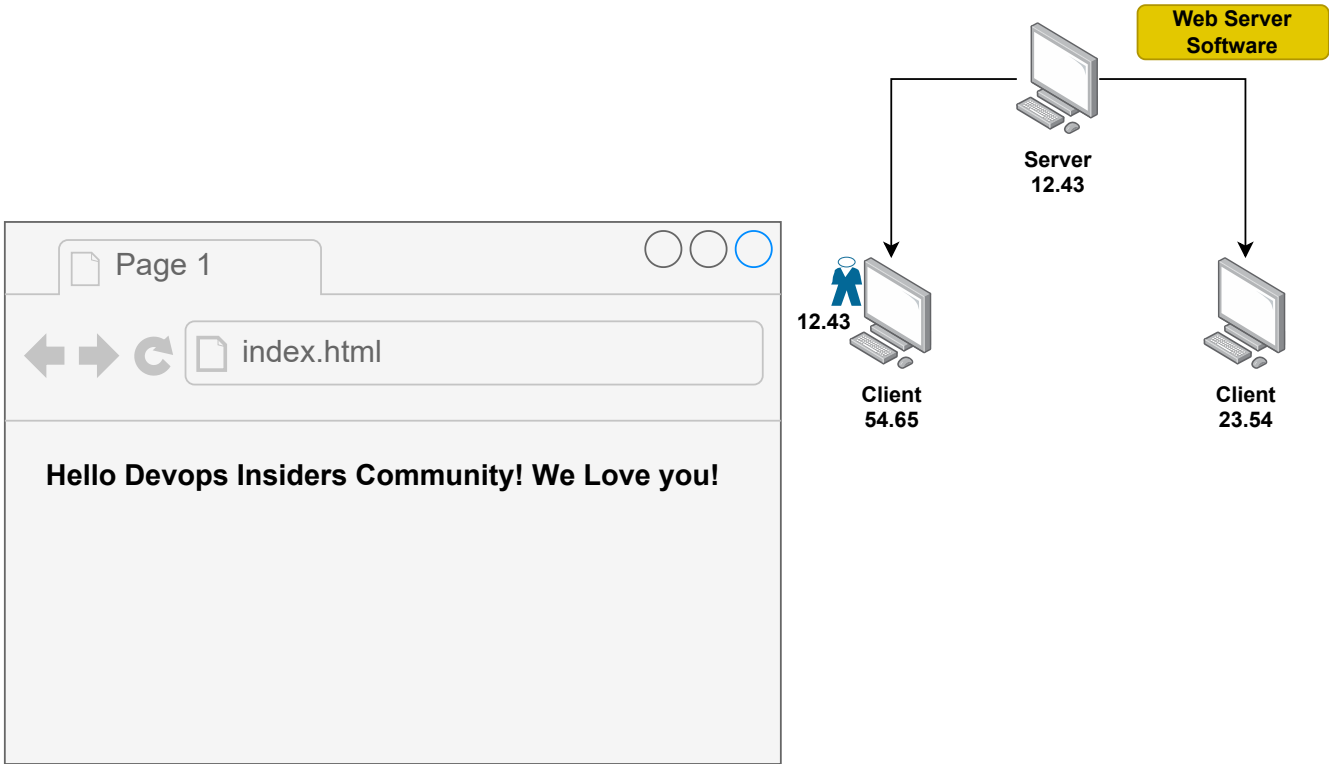 Web Server
Software
Server
12.43
Page 1
index.html
Hello Devops Insiders Community! We Love you!
12.43
Client
54.65
Client
23.54